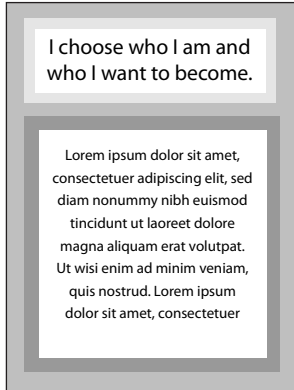 I choose who I am and
who I want to become.
Lorem ipsum dolor sit amet,
consectetuer adipiscing elit, sed
diam nonummy nibh euismod
tincidunt ut laoreet dolore
magna aliquam erat volutpat.
Ut wisi enim ad minim veniam,
quis nostrud. Lorem ipsum
dolor sit amet, consectetuer